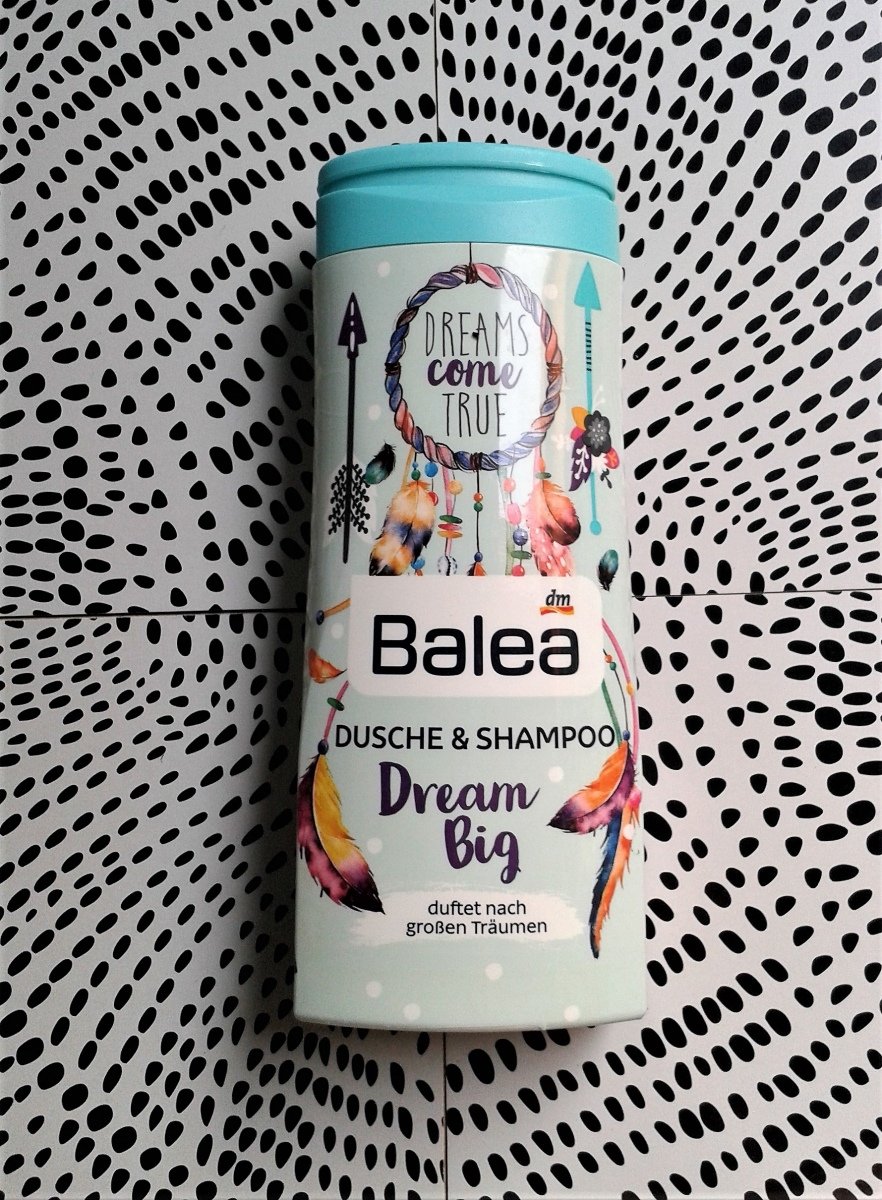 DREAMS
come
TRUE
dm
Balea
DUSCHE & SHAMPOO
Dream
Big
duftet nach
großen Träumen